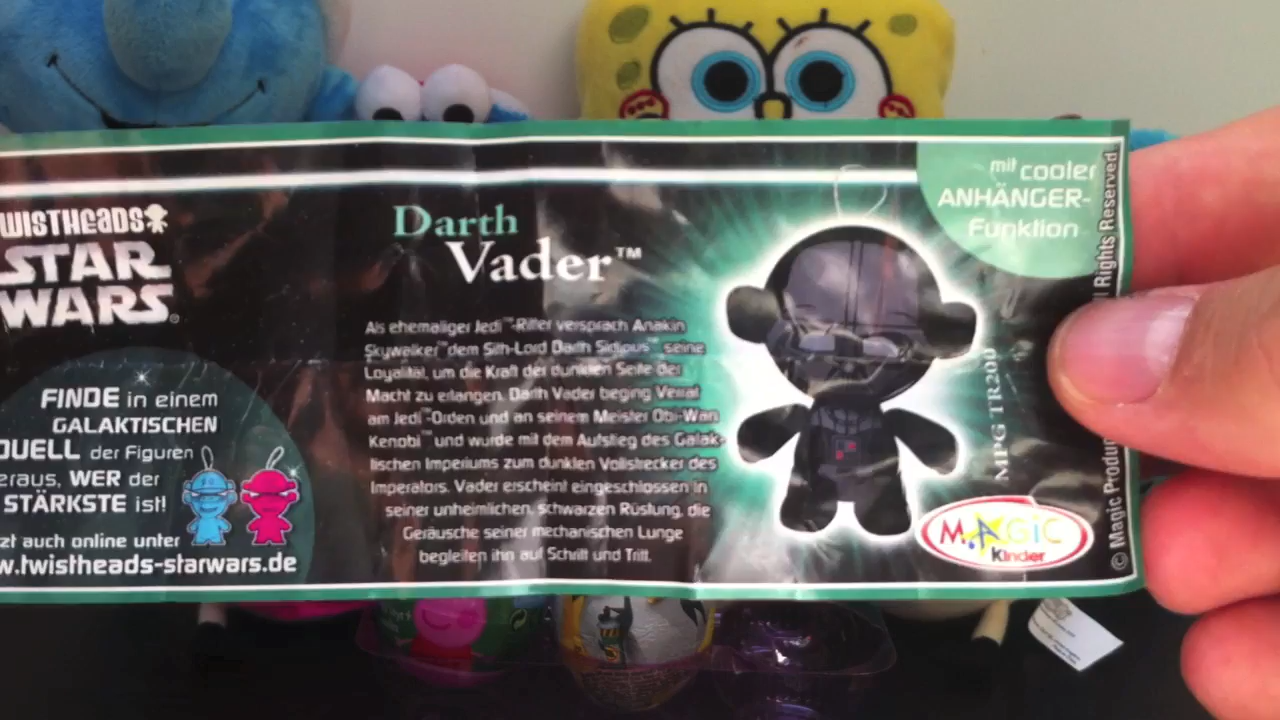 WISTHEADS
STAR
WARS
FINDE in einem
GALAKTISCHEN
DUELL der Figuren
eraus, WER der
STÄRKSTE ist!
zt auch online unter
w.twistheads-starwars.de
Darth
Vader™
Als ehemaliger Jedi™-Ritter versprach Anakin
Skywalker™ dem Sith-Lord Darth Sidious™ seine
Loyalität, um die Kraft der dunklen Seite der
Macht zu erlangen. Darth Vader beging Verrat
am Jedi™-Orden und an seinem Meister Obi-Wan
Kenobi™ und wurde mit dem Aufstieg des Galak-
tischen Imperiums zum dunklen Vollstrecker des
Imperators. Vader erscheint eingeschlossen in
seiner unheimlichen, schwarzen Rüstung, die
Geräusche seiner mechanischen Lunge
begleiten ihn auf Schritt und Tritt.
mit cooler
ANHÄNGER-
Funktion
MPG TR200
MAGIC
Kinder
© Magic Produc l Rights Reserved